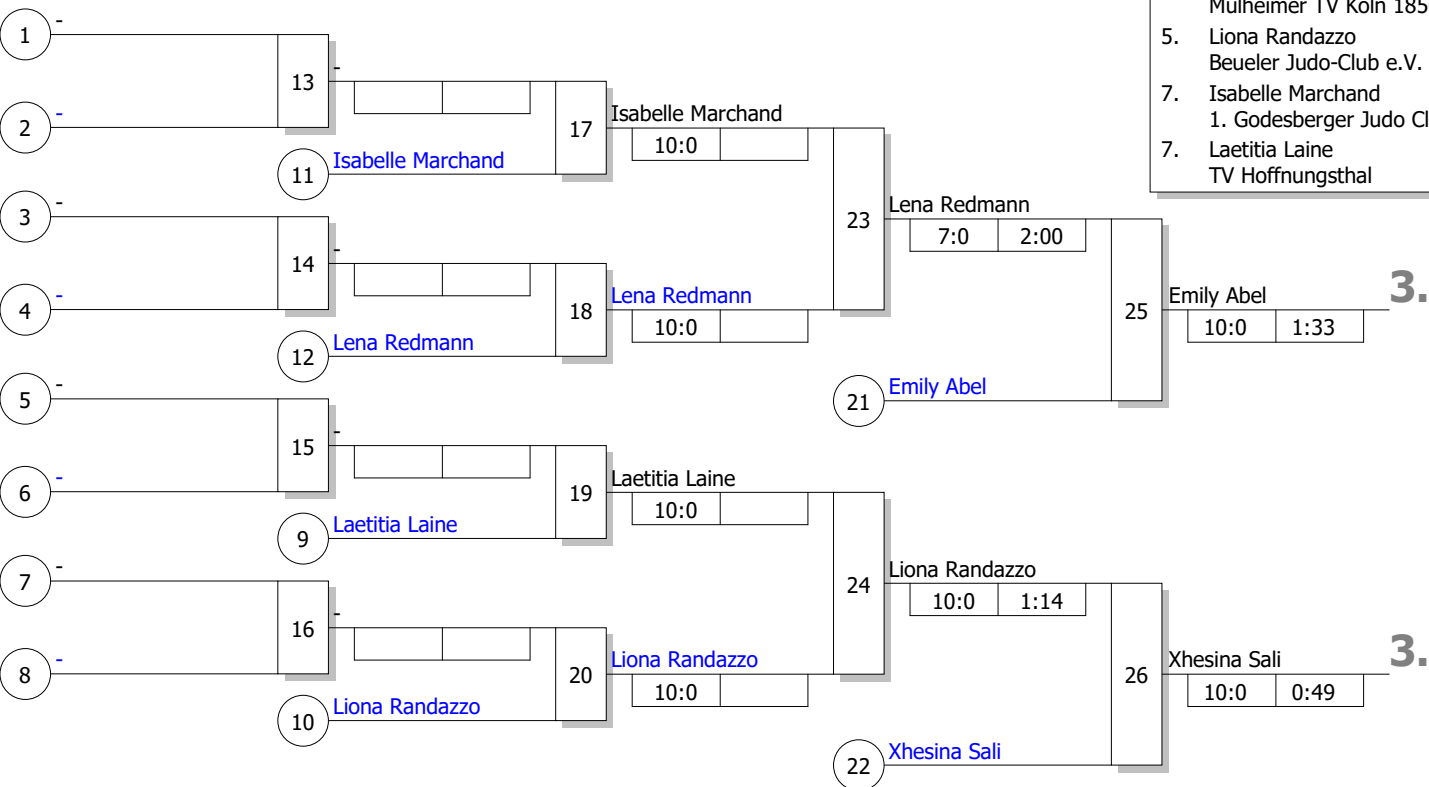 Mülheimer TV Köln 185
5. Liona Randazzo
Beueler Judo-Club e.V.
7. Isabelle Marchand
1. Godesberger Judo Cl
7. Laetitia Laine
TV Hoffnungsthal
1 -
2 -
13 -
11 Isabelle Marchand
17 Isabelle Marchand
10:0
3 -
4 -
14 -
12 Lena Redmann
18 Lena Redmann
10:0
23 Lena Redmann
7:0 2:00
21 Emily Abel
25 Emily Abel 3.
10:0 1:33
5 -
6 -
15 -
9 Laetitia Laine
19 Laetitia Laine
10:0
7 -
8 -
16 -
10 Liona Randazzo
20 Liona Randazzo
10:0
24 Liona Randazzo
10:0 1:14
22 Xhesina Sali
26 Xhesina Sali 3.
10:0 0:49